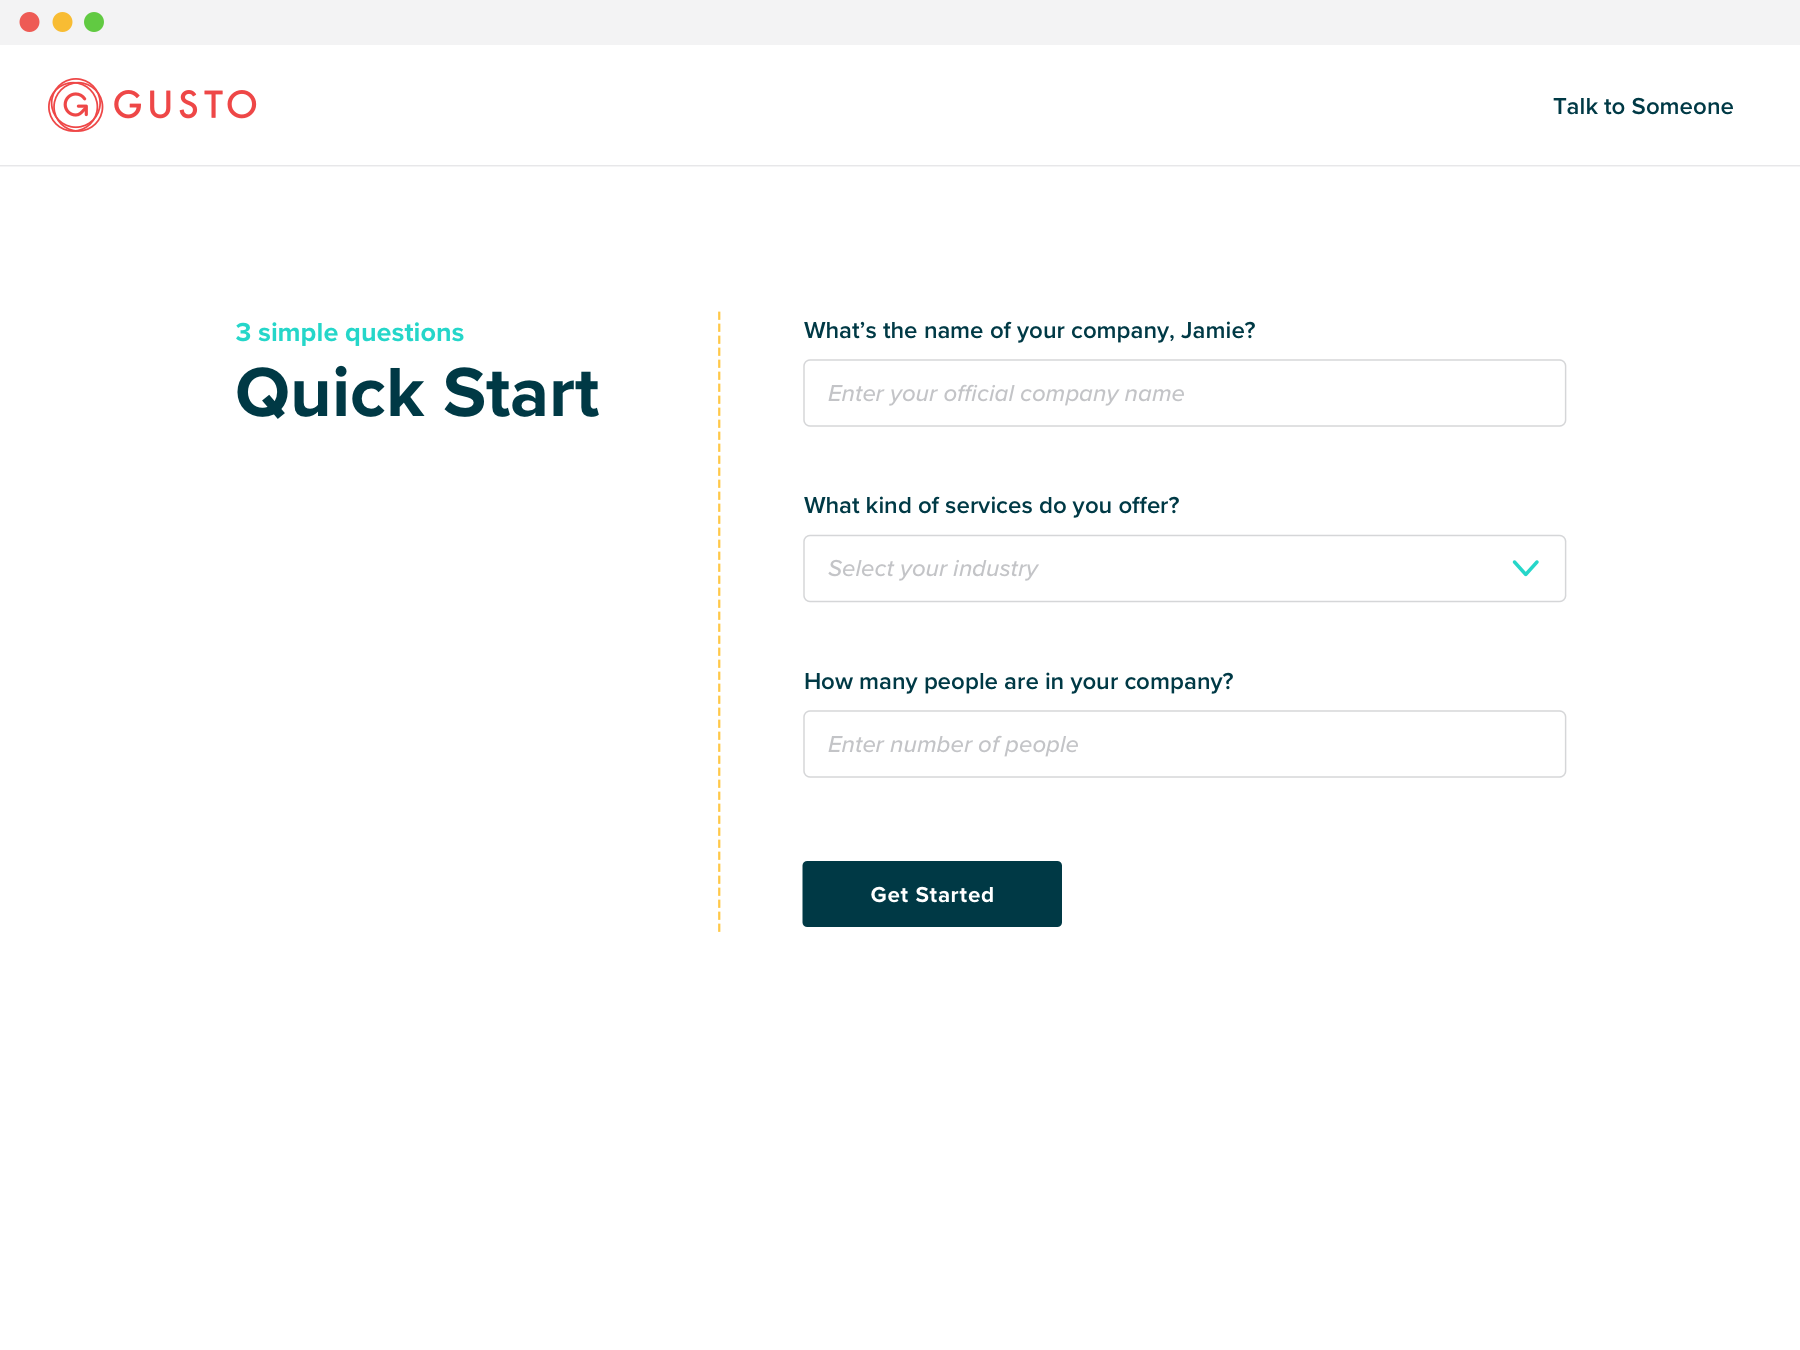 GUSTO
Talk to Someone
3 simple questions
Quick Start
What’s the name of your company, Jamie?
Enter your official company name
What kind of services do you offer?
Select your industry
How many people are in your company?
Enter number of people
Get Started